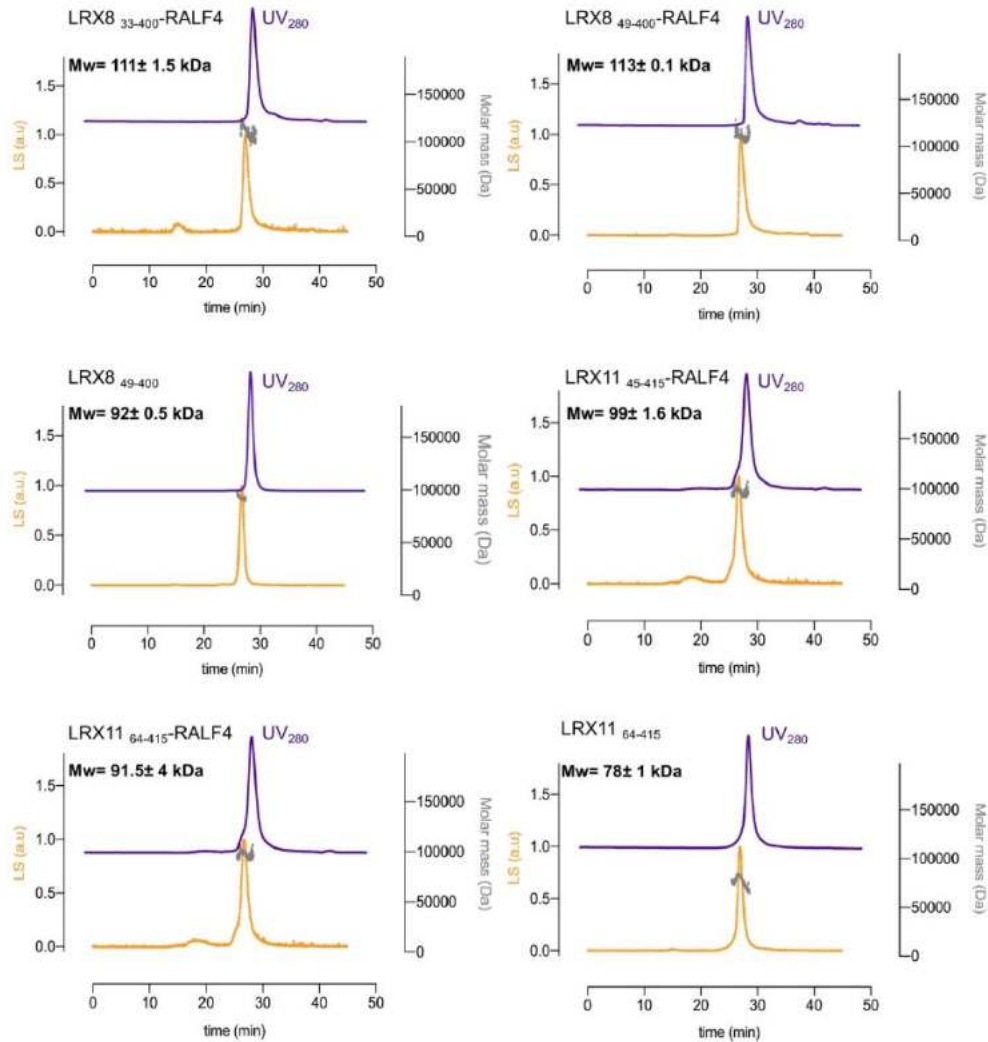 LRX8 33-400-RALF4
UV280
Mw= 111± 1.5 kDa
1.5
1.0
0.5
0.0
LS (a.u)
150000
100000
50000
0
Molar mass (Da)
0 10 20 30 40 50
time (min)
LRX8 49-400-RALF4
UV280
Mw= 113± 0.1 kDa
1.5
1.0
0.5
0.0
LS (a.u)
150000
100000
50000
0
Molar mass (Da)
0 10 20 30 40 50
time (min)
LRX8 49-400
UV280
Mw= 92± 0.5 kDa
1.5
1.0
0.5
0.0
LS (a.u.)
150000
100000
50000
0
Molar mass (Da)
0 10 20 30 40 50
time (min)
LRX11 45-415-RALF4
UV280
Mw= 99± 1.6 kDa
1.5
1.0
0.5
0.0
LS (a.u)
150000
100000
50000
0
Molar mass (Da)
0 10 20 30 40 50
time (min)
LRX11 64-415-RALF4
UV280
Mw= 91.5± 4 kDa
1.5
1.0
0.5
0.0
LS (a.u)
150000
100000
50000
0
Molar mass (Da)
0 10 20 30 40 50
time (min)
LRX11 64-415
UV280
Mw= 78± 1 kDa
1.5
1.0
0.5
0.0
LS (a.u)
150000
100000
50000
0
Molar mass (Da)
0 10 20 30 40 50
time (min)